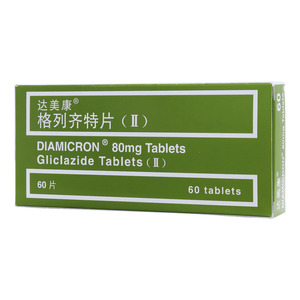 达美康®
格列齐特片（Ⅱ）
DIAMICRON® 80mg Tablets
Gliclazide Tablets（Ⅱ）
60片
60 tablets